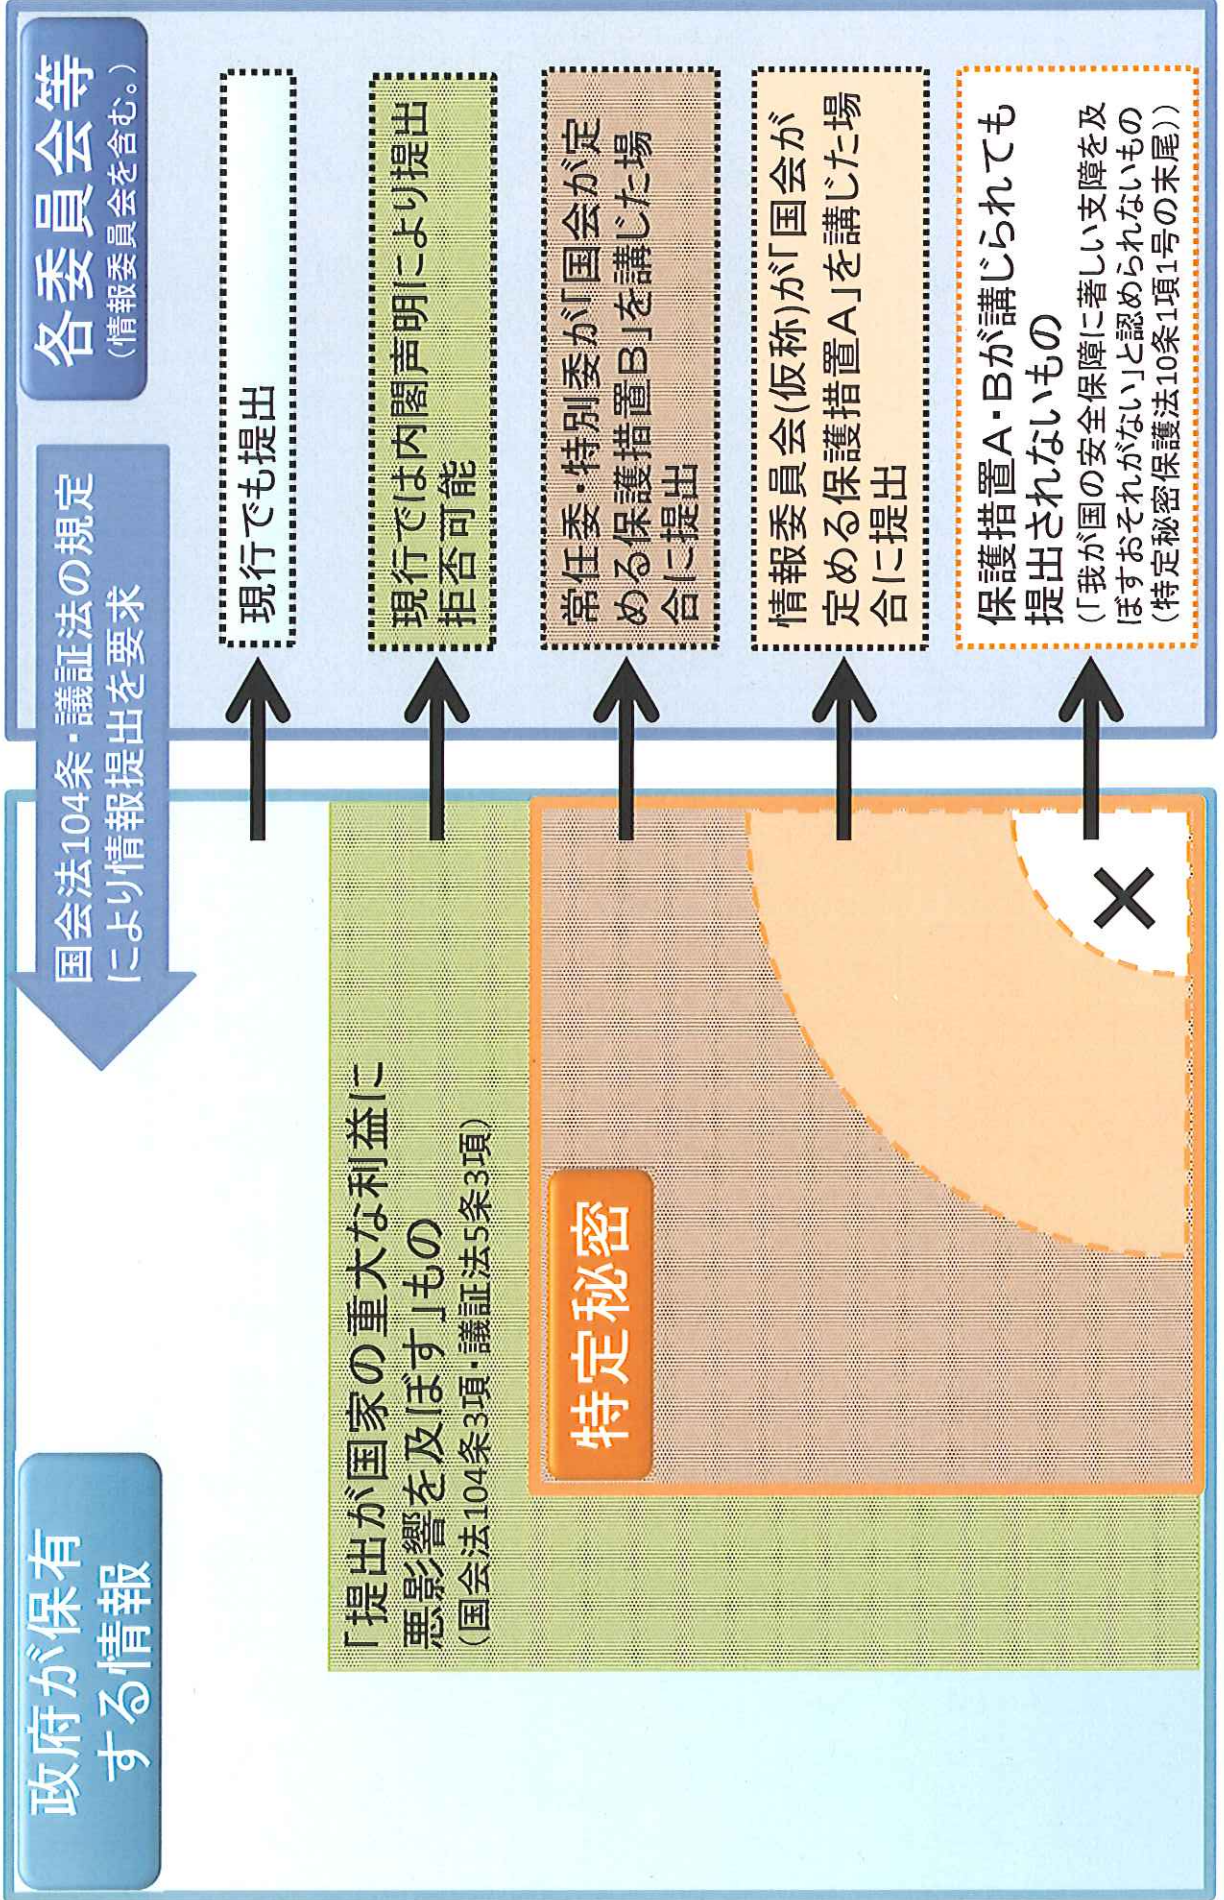 政府が保有
する情報
国会法104条・議証法の規定
により情報提出を要求
各委員会等
(情報委員会を含む。)
「提出が国家の重大な利益に
悪影響を及ぼす」もの
(国会法104条3項・議証法5条3項)
特定秘密
×
現行でも提出
現行では内閣声明により提出
拒否可能
常任委・特別委が「国会が定
める保護措置B」を講じた場
合に提出
情報委員会(仮称)が「国会が
定める保護措置A」を講じた場
合に提出
保護措置A・Bが講じられても
提出されないもの
(「我が国の安全保障に著しい支障を及
ぼすおそれがない」と認められないもの
(特定秘密保護法10条1項1号の末尾))